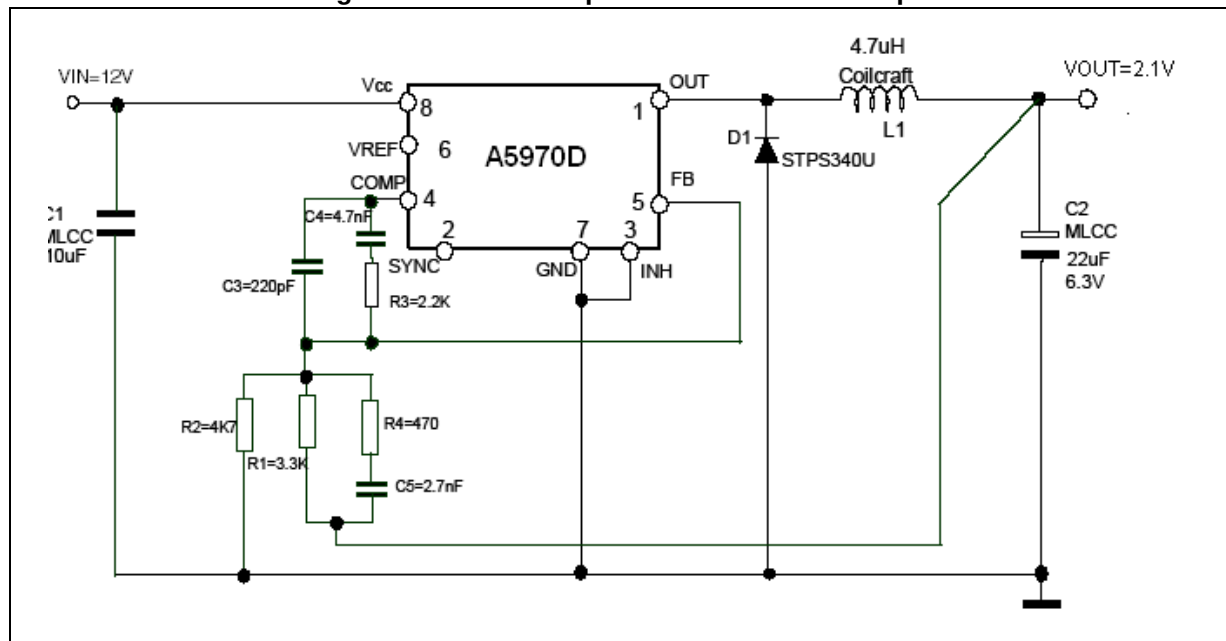 VIN=12V
Vcc
8
VREF
6
COMP
4
C4=4.7nF
2
SYNC
A5970D
7
GND
3
INH
OUT
1
FB
5
4.7uH
Coilcraft
L1
VOUT=2.1V
D1
STPS340U
C2
MLCC
22uF
6.3V
C3=220pF
R3=2.2K
R2=4K7
R1=3.3K
R4=470
C5=2.7nF